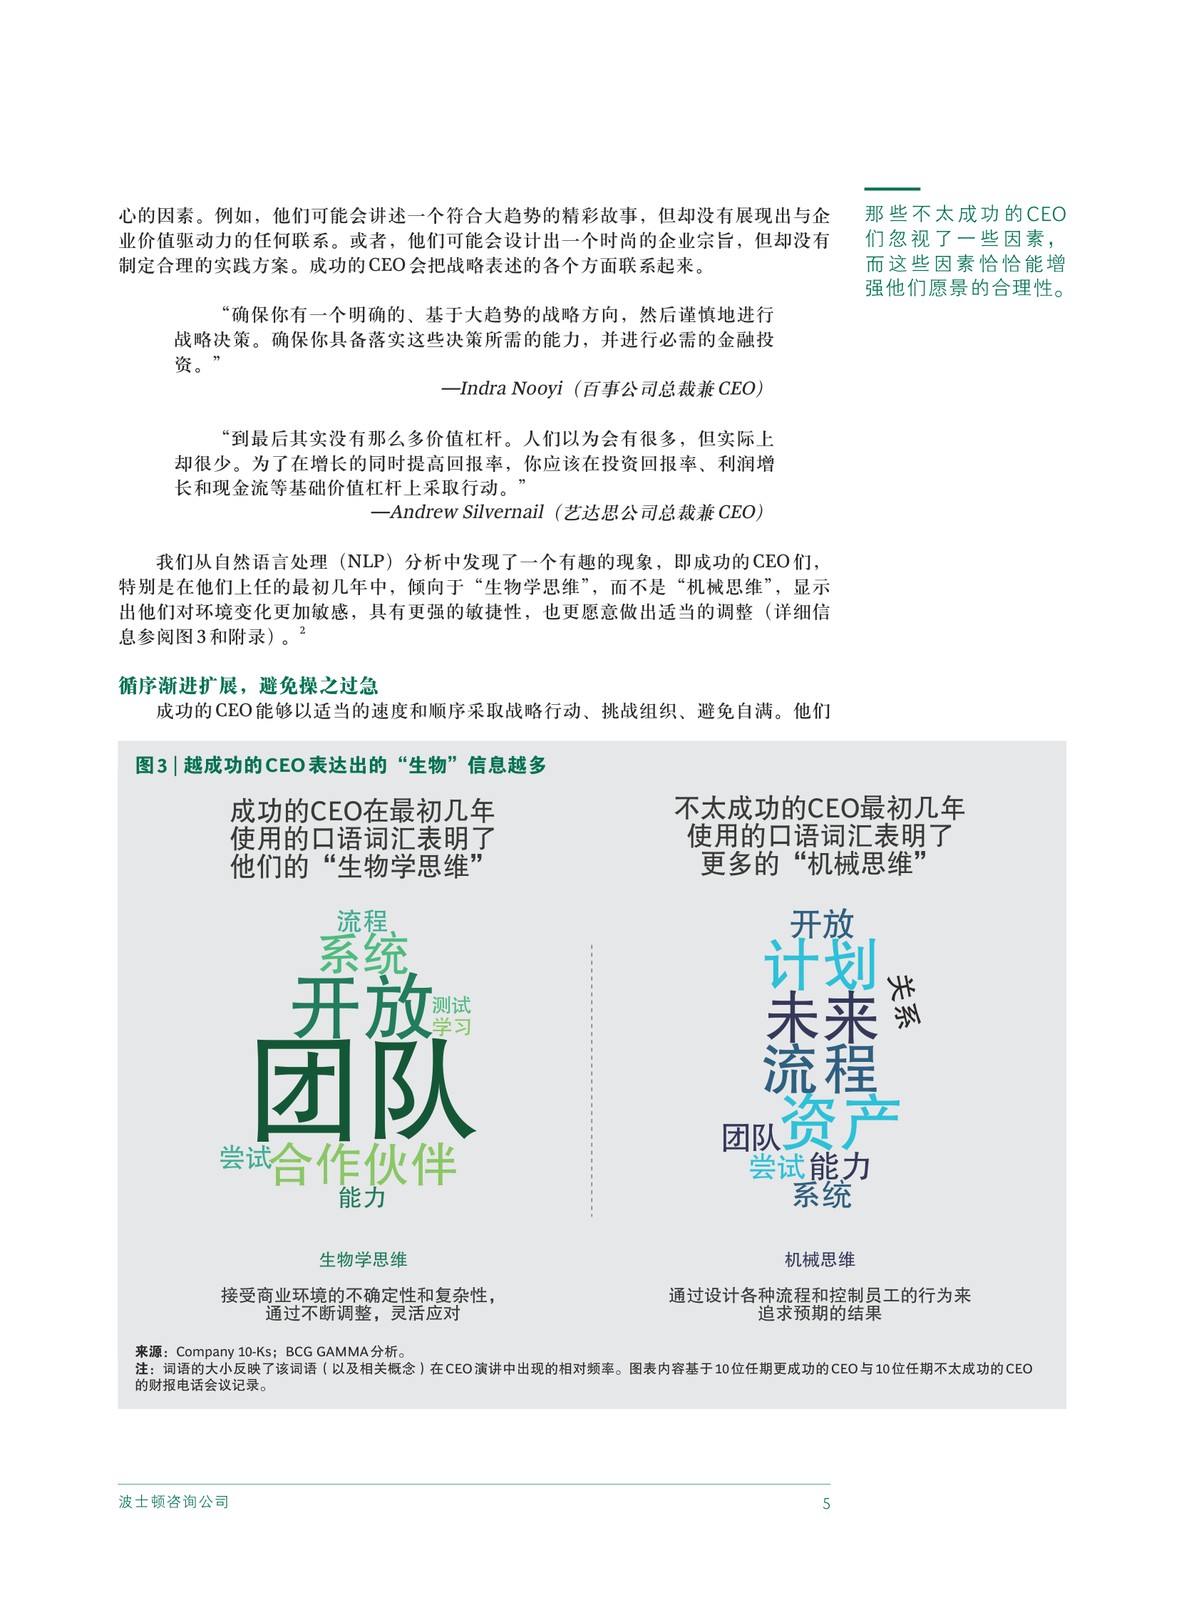 心的因素。例如，他们可能会讲述一个符合大趋势的精彩故事，但却没有展现出与企
业价值驱动力的任何联系。或者，他们可能会设计出一个时尚的企业宗旨，但却没有
制定合理的实践方案。成功的CEO会把战略表述的各个方面联系起来。
那些不太成功的CEO
们忽视了一些因素，
而这些因素恰恰能增
强他们愿景的合理性。
“确保你有一个明确的、基于大趋势的战略方向，然后谨慎地进行
战略决策。确保你具备落实这些决策所需的能力，并进行必需的金融投
资。”
—Indra Nooyi（百事公司总裁兼CEO）
“到最后其实没有那么多价值杠杆。人们以为会有很多，但实际上
却很少。为了在增长的同时提高回报率，你应该在投资回报率、利润增
长和现金流等基础价值杠杆上采取行动。”
—Andrew Silvernail（艺达思公司总裁兼CEO）
我们从自然语言处理（NLP）分析中发现了一个有趣的现象，即成功的CEO们，
特别是在他们上任的最初几年中，倾向于“生物学思维”，而不是“机械思维”，显示
出他们对环境变化更加敏感，具有更强的敏捷性，也更愿意做出适当的调整（详细信
息参阅图3和附录）。2
循序渐进扩展，避免操之过急
成功的CEO能够以适当的速度和顺序采取战略行动、挑战组织、避免自满。他们
图3 | 越成功的CEO表达出的“生物”信息越多
成功的CEO在最初几年
使用的口语词汇表明了
他们的“生物学思维”
流程
系统
开放
测试
学习
团队
尝试
合作伙伴
能力
生物学思维
接受商业环境的不确定性和复杂性，
通过不断调整，灵活应对
不太成功的CEO最初几年
使用的口语词汇表明了
更多的“机械思维”
开放
计划
关系
未来
流程
资产
团队
尝试
能力
系统
机械思维
通过设计各种流程和控制员工的行为来
追求预期的结果
来源：Company 10-Ks；BCG GAMMA分析。
注：词语的大小反映了该词语（以及相关概念）在CEO演讲中出现的相对频率。图表内容基于10位任期更成功的CEO与10位任期不太成功的CEO
的财报电话会议记录。
波士顿咨询公司
5